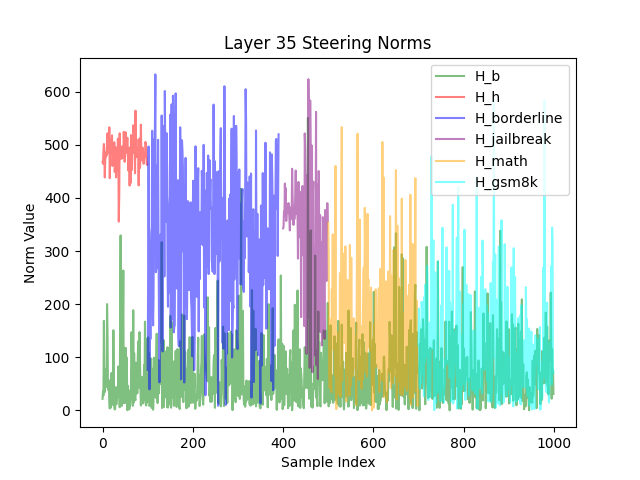 Layer 35 Steering Norms
Norm Value
600
500
400
300
200
100
0
H_b
H_h
H_borderline
H_jailbreak
H_math
H_gsm8k
0 200 400 600 800 1000
Sample Index